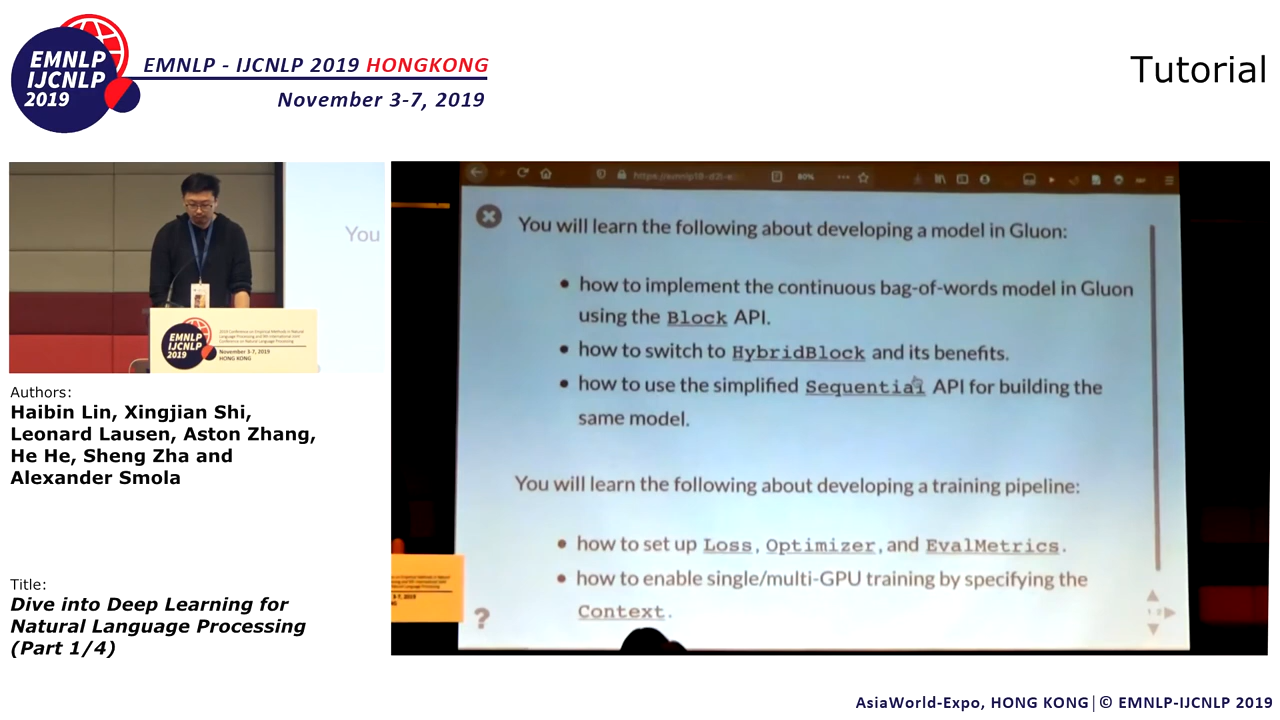 EMNLP
IJCNLP
2019
EMNLP - IJCNLP 2019 HONGKONG
November 3-7, 2019
Tutorial
You
EMNLP
IJCNLP
2019
November 3-7, 2019
HONG KONG
Authors:
Haibin Lin, Xingjian Shi,
Leonard Lausen, Aston Zhang,
He He, Sheng Zha and
Alexander Smola
Title:
Dive into Deep Learning for
Natural Language Processing
(Part 1/4)
80%
You will learn the following about developing a model in Gluon:
• how to implement the continuous bag-of-words model in Gluon
using the Block API.
• how to switch to HybridBlock and its benefits.
• how to use the simplified Sequential API for building the
same model.
You will learn the following about developing a training pipeline:
• how to set up Loss, Optimizer, and EvalMetrics.
• how to enable single/multi-GPU training by specifying the
Context.
?
AsiaWorld-Expo, HONG KONG|© EMNLP-IJCNLP 2019